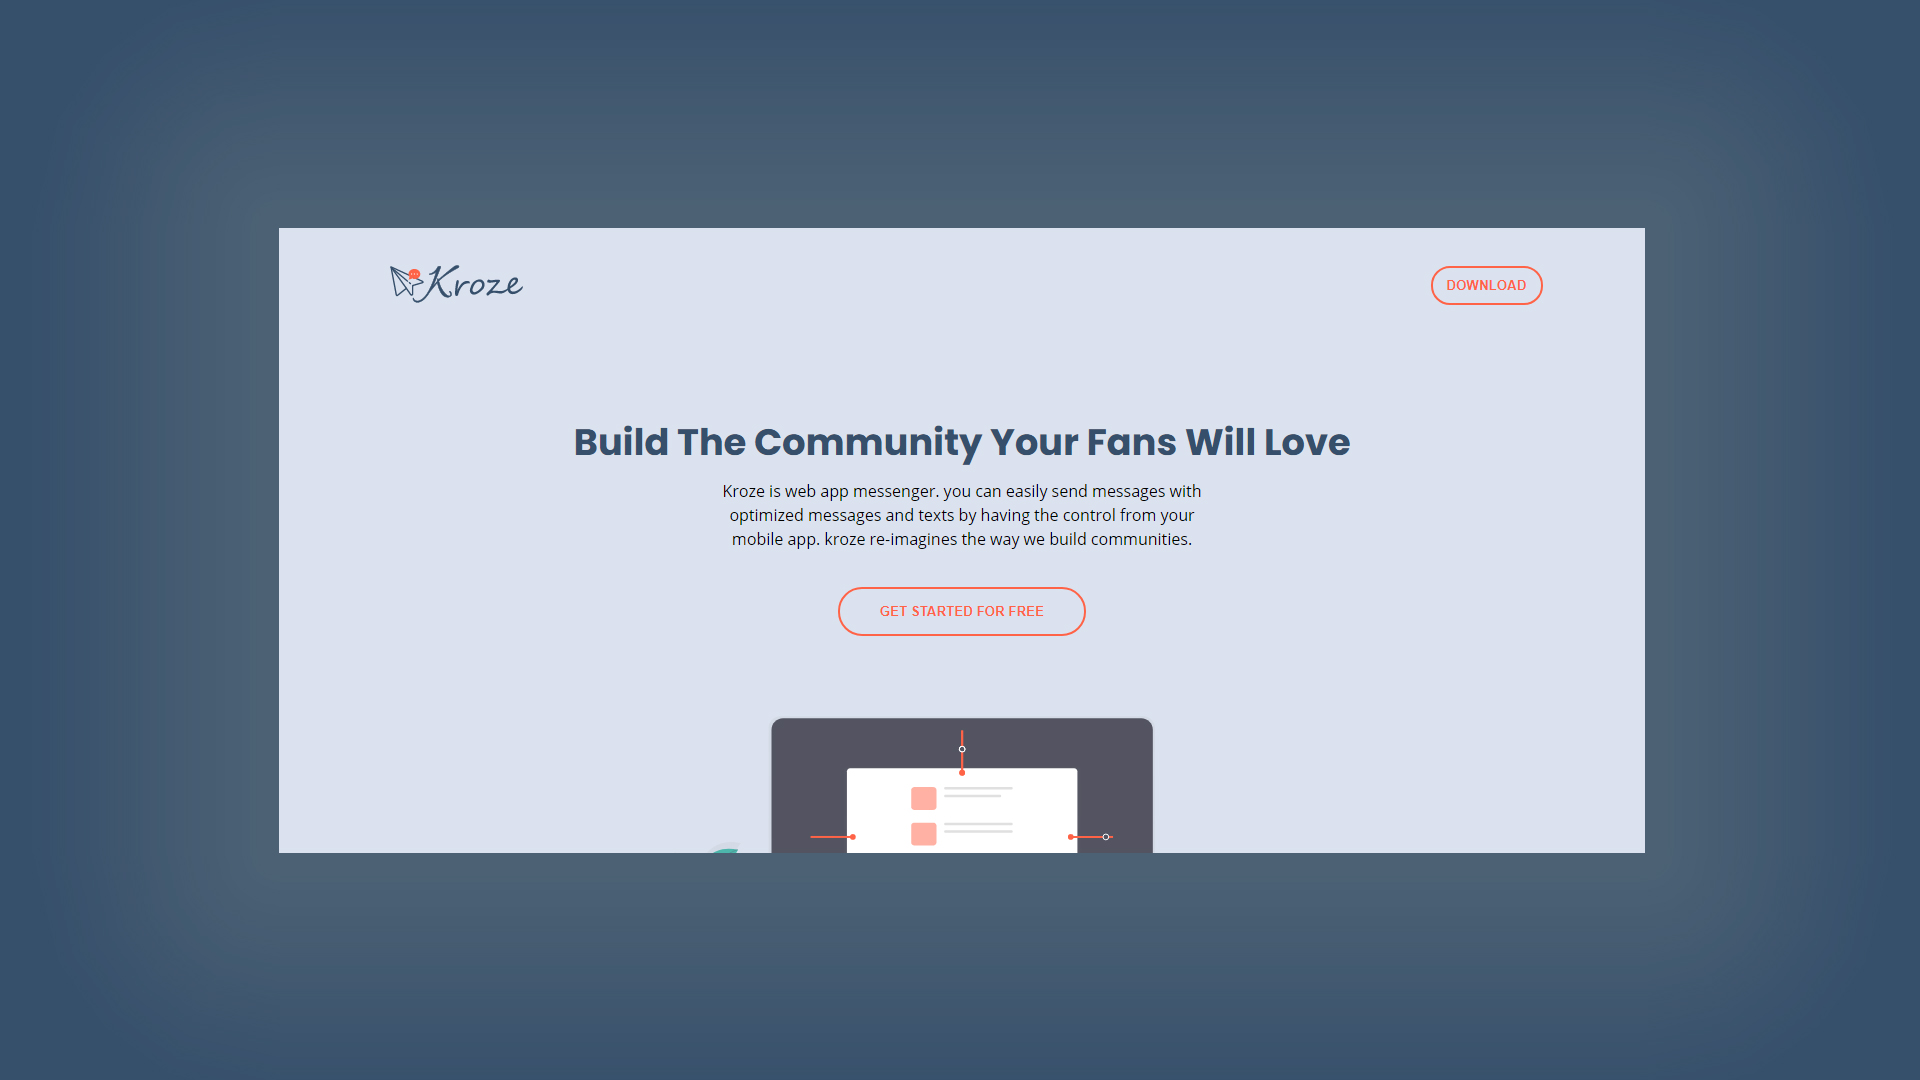 Kroze
DOWNLOAD
Build The Community Your Fans Will Love
Kroze is web app messenger. you can easily send messages with
optimized messages and texts by having the control from your
mobile app. kroze re-imagines the way we build communities.
GET STARTED FOR FREE